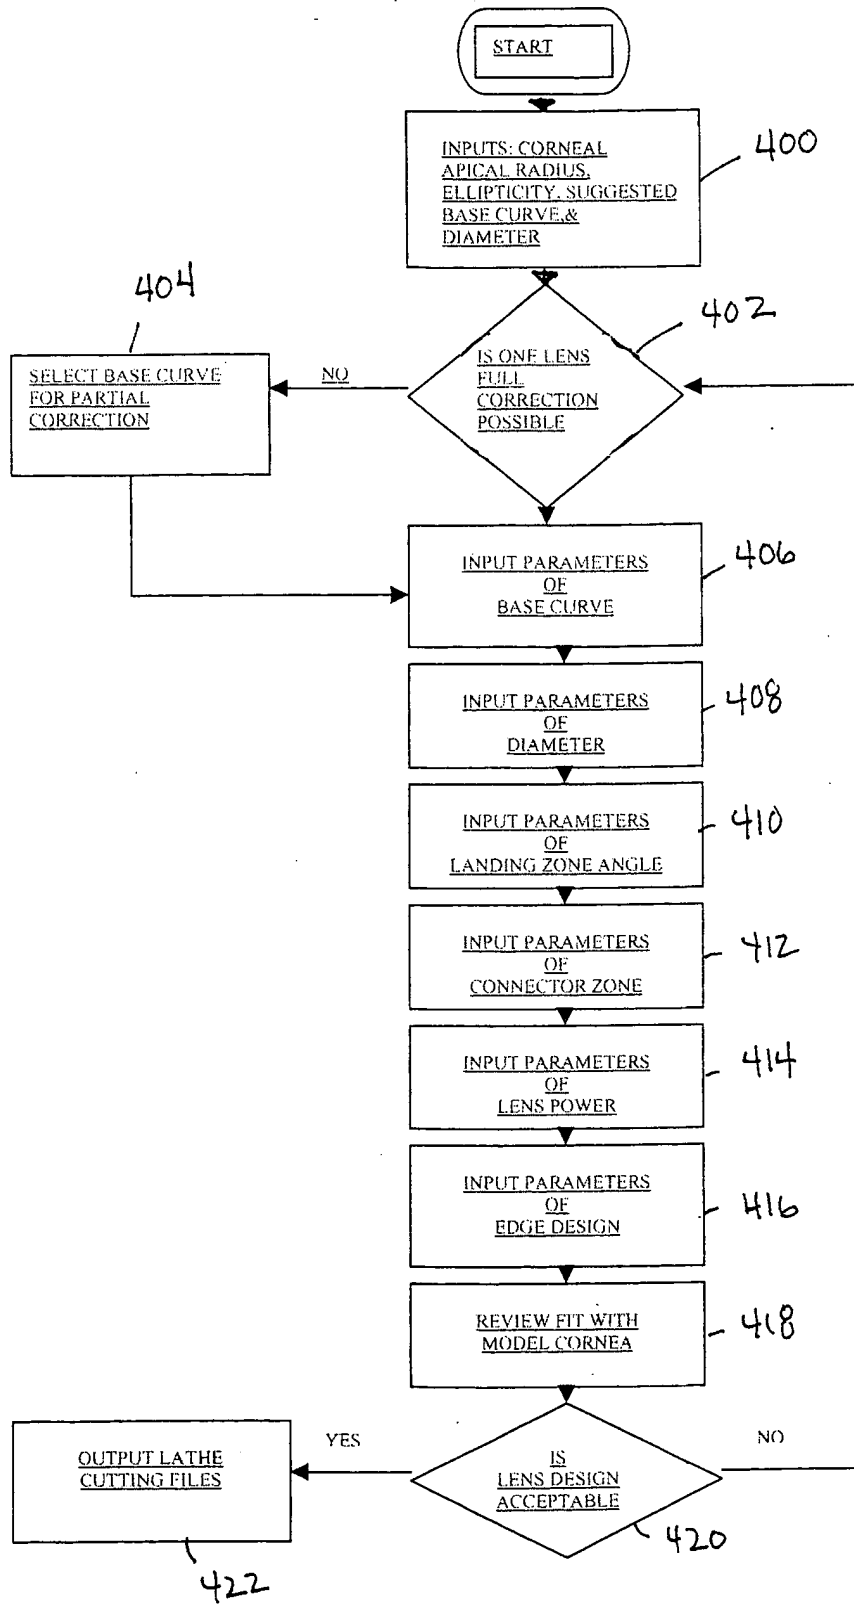 START
INPUTS: CORNEAL
APICAL RADIUS,
ELLIPTICITY, SUGGESTED
BASE CURVE,&
DIAMETER
400
402
IS ONE LENS
FULL
CORRECTION
POSSIBLE
NO
404
SELECT BASE CURVE
FOR PARTIAL
CORRECTION
INPUT PARAMETERS
OF
BASE CURVE
406
INPUT PARAMETERS
OF
DIAMETER
408
INPUT PARAMETERS
OF
LANDING ZONE ANGLE
410
INPUT PARAMETERS
OF
CONNECTOR ZONE
412
INPUT PARAMETERS
OF
LENS POWER
414
INPUT PARAMETERS
OF
EDGE DESIGN
416
REVIEW FIT WITH
MODEL CORNEA
418
IS
LENS DESIGN
ACCEPTABLE
420
YES
NO
OUTPUT LATHE
CUTTING FILES
422